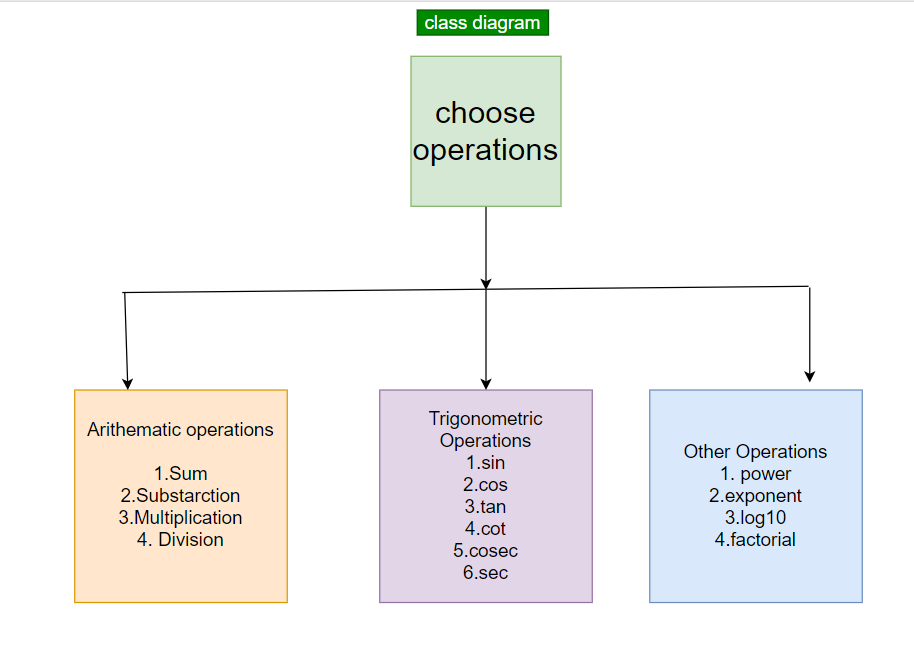 class diagram
choose
operations
Arithematic operations
1.Sum
2.Substarction
3.Multiplication
4. Division
Trigonometric
Operations
1.sin
2.cos
3.tan
4.cot
5.cosec
6.sec
Other Operations
1. power
2.exponent
3.log10
4.factorial